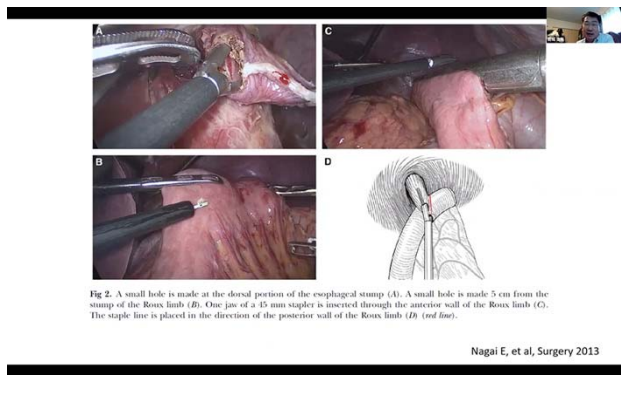 A
C
B
D
Fig 2. A small hole is made at the dorsal portion of the esophageal stump (A). A small hole is made 5 cm from the
stump of the Roux limb (B). One jaw of a 45 mm stapler is inserted through the anterior wall of the Roux limb (C).
The staple line is placed in the direction of the posterior wall of the Roux limb (D) (red line).
Nagai E, et al, Surgery 2013